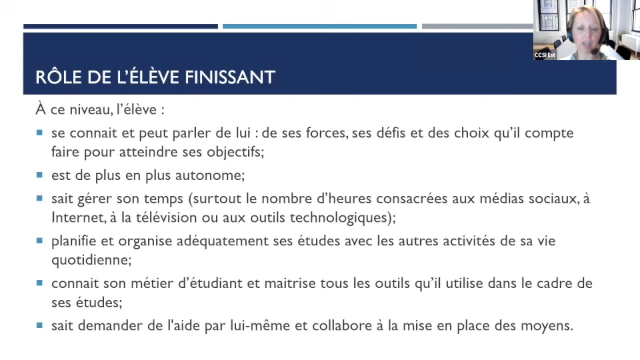 CCSI Est
RÔLE DE L'ÉLÈVE FINISSANT
À ce niveau, l'élève :
se connait et peut parler de lui : de ses forces, ses défis et des choix qu'il compte
faire pour atteindre ses objectifs;
est de plus en plus autonome;
sait gérer son temps (surtout le nombre d'heures consacrées aux médias sociaux, à
Internet, à la télévision ou aux outils technologiques);
planifie et organise adéquatement ses études avec les autres activités de sa vie
quotidienne;
connait son métier d'étudiant et maitrise tous les outils qu'il utilise dans le cadre de
ses études;
sait demander de l'aide par lui-même et collabore à la mise en place des moyens.